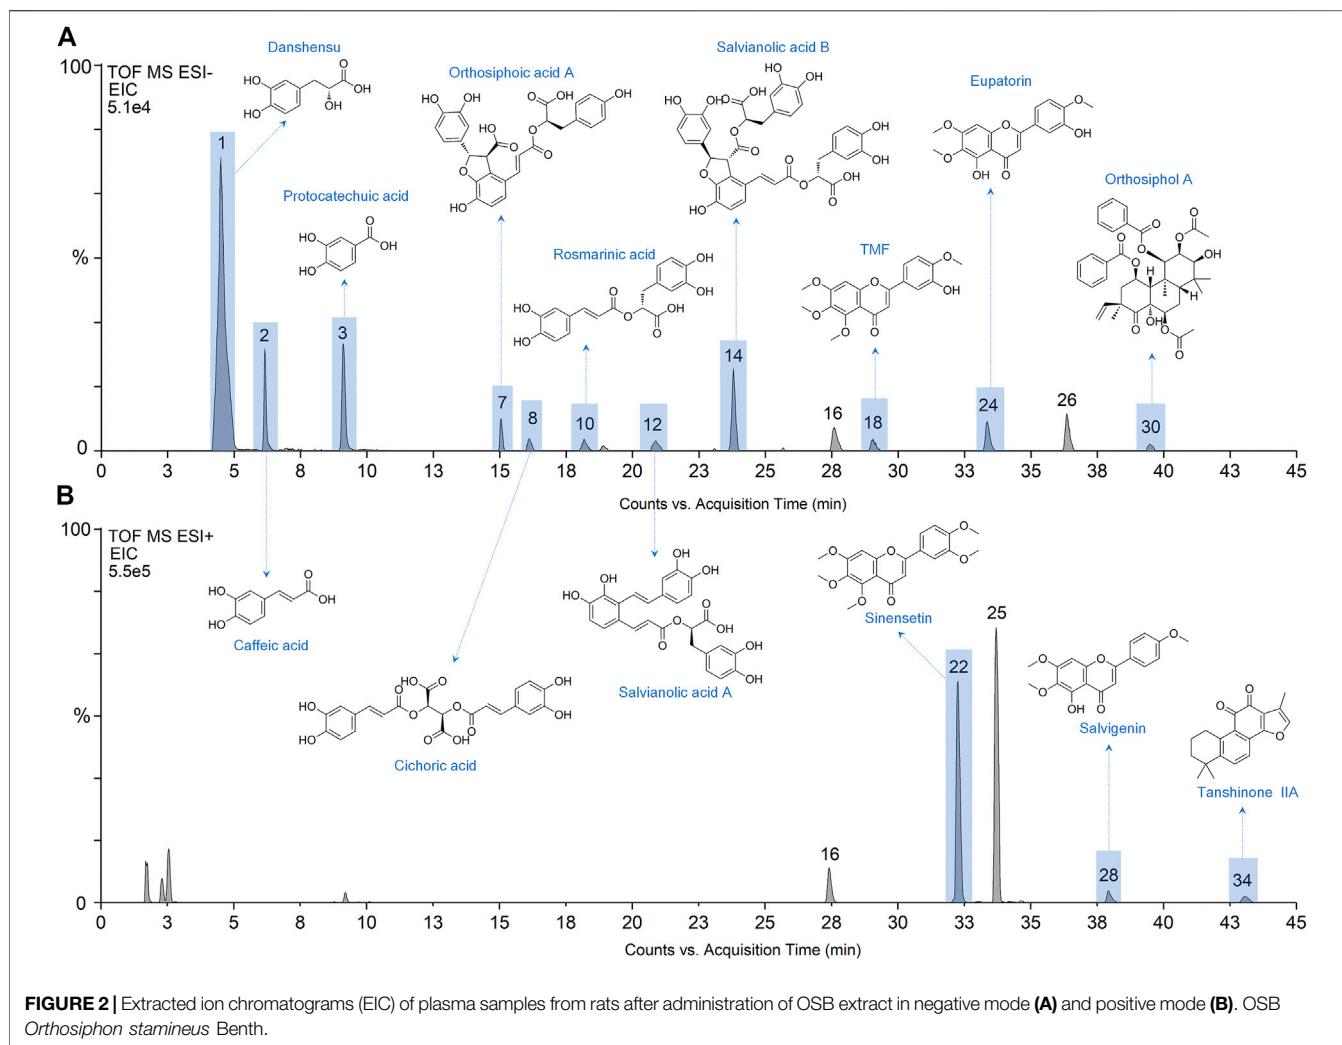 A
Danshensu
Orthosiphoic acid A
Salvianolic acid B
Eupatorin
Orthosiphol A
Protocatechuic acid
Rosmarinic acid
TMF
TOF MS ESI-
EIC
5.1e4
100
%
0
1
2
3
7
8
10
12
14
16
18
24
26
30
0 3 5 8 10 13 15 18 20 23 25 28 30 33 35 38 40 43 45
Counts vs. Acquisition Time (min)
B
TOF MS ESI+
EIC
5.5e5
100
%
0
Caffeic acid
Cichoric acid
Salvianolic acid A
Sinensetin
Salvigenin
Tanshinone IIA
16
22
25
28
34
0 3 5 8 10 13 15 18 20 23 25 28 30 33 35 38 40 43 45
Counts vs. Acquisition Time (min)
FIGURE 2 | Extracted ion chromatograms (EIC) of plasma samples from rats after administration of OSB extract in negative mode (A) and positive mode (B). OSB
Orthosiphon stamineus Benth.